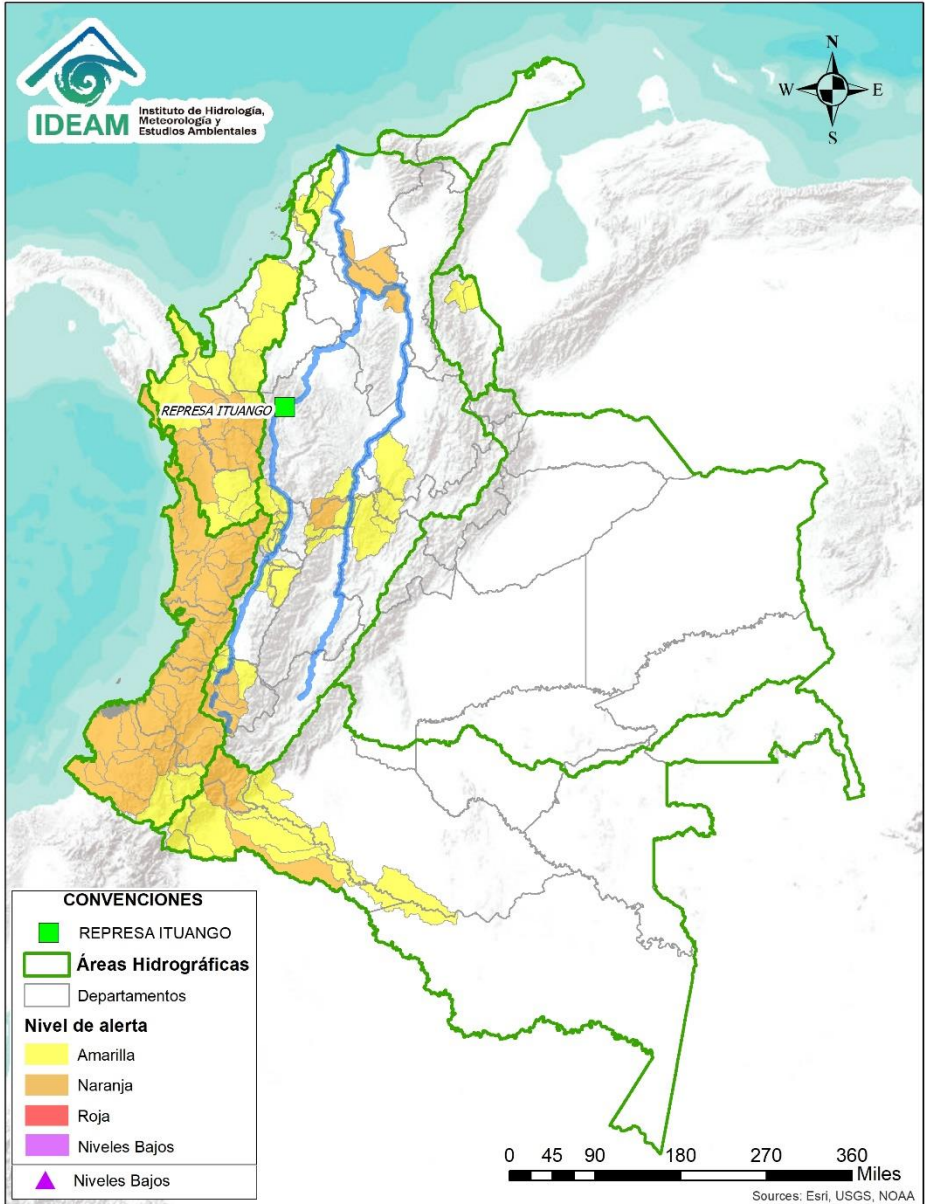 IDEAM
Instituto de Hidrología,
Meteorología y
Estudios Ambientales
N
W
E
S
REPRESA ITUANGO
CONVENCIONES
REPRESA ITUANGO
Áreas Hidrográficas
Departamentos
Nivel de alerta
Amarilla
Naranja
Roja
Niveles Bajos
Niveles Bajos
0 45 90 180 270 360
Miles
Sources: Esri, USGS, NOAA